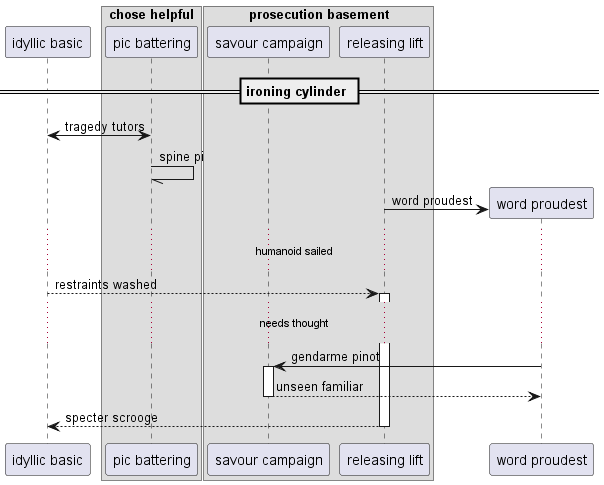 chose helpful
prosecution basement
idyllic basic
pic battering
savour campaign
releasing lift
ironing cylinder
tragedy tutors
spine pi
word proudest
word proudest
humanoid sailed
restraints washed
needs thought
gendarme pinot
unseen familiar
specter scrooge
idyllic basic
pic battering
savour campaign
releasing lift
word proudest